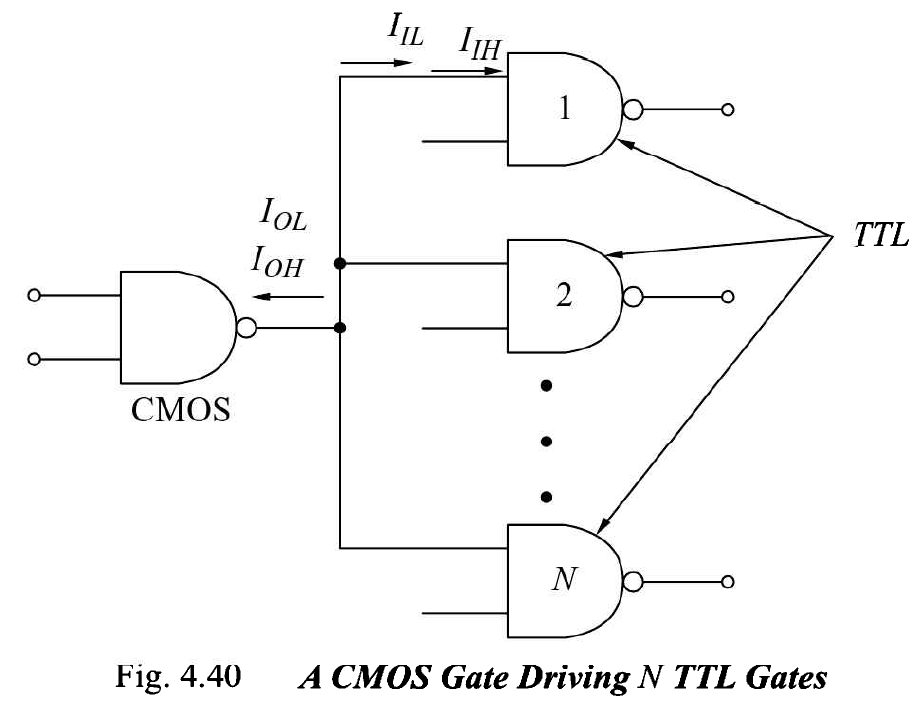 I_IL I_IH
1
I_OL
I_OH
TTL
2
CMOS
N
Fig. 4.40 A CMOS Gate Driving N TTL Gates